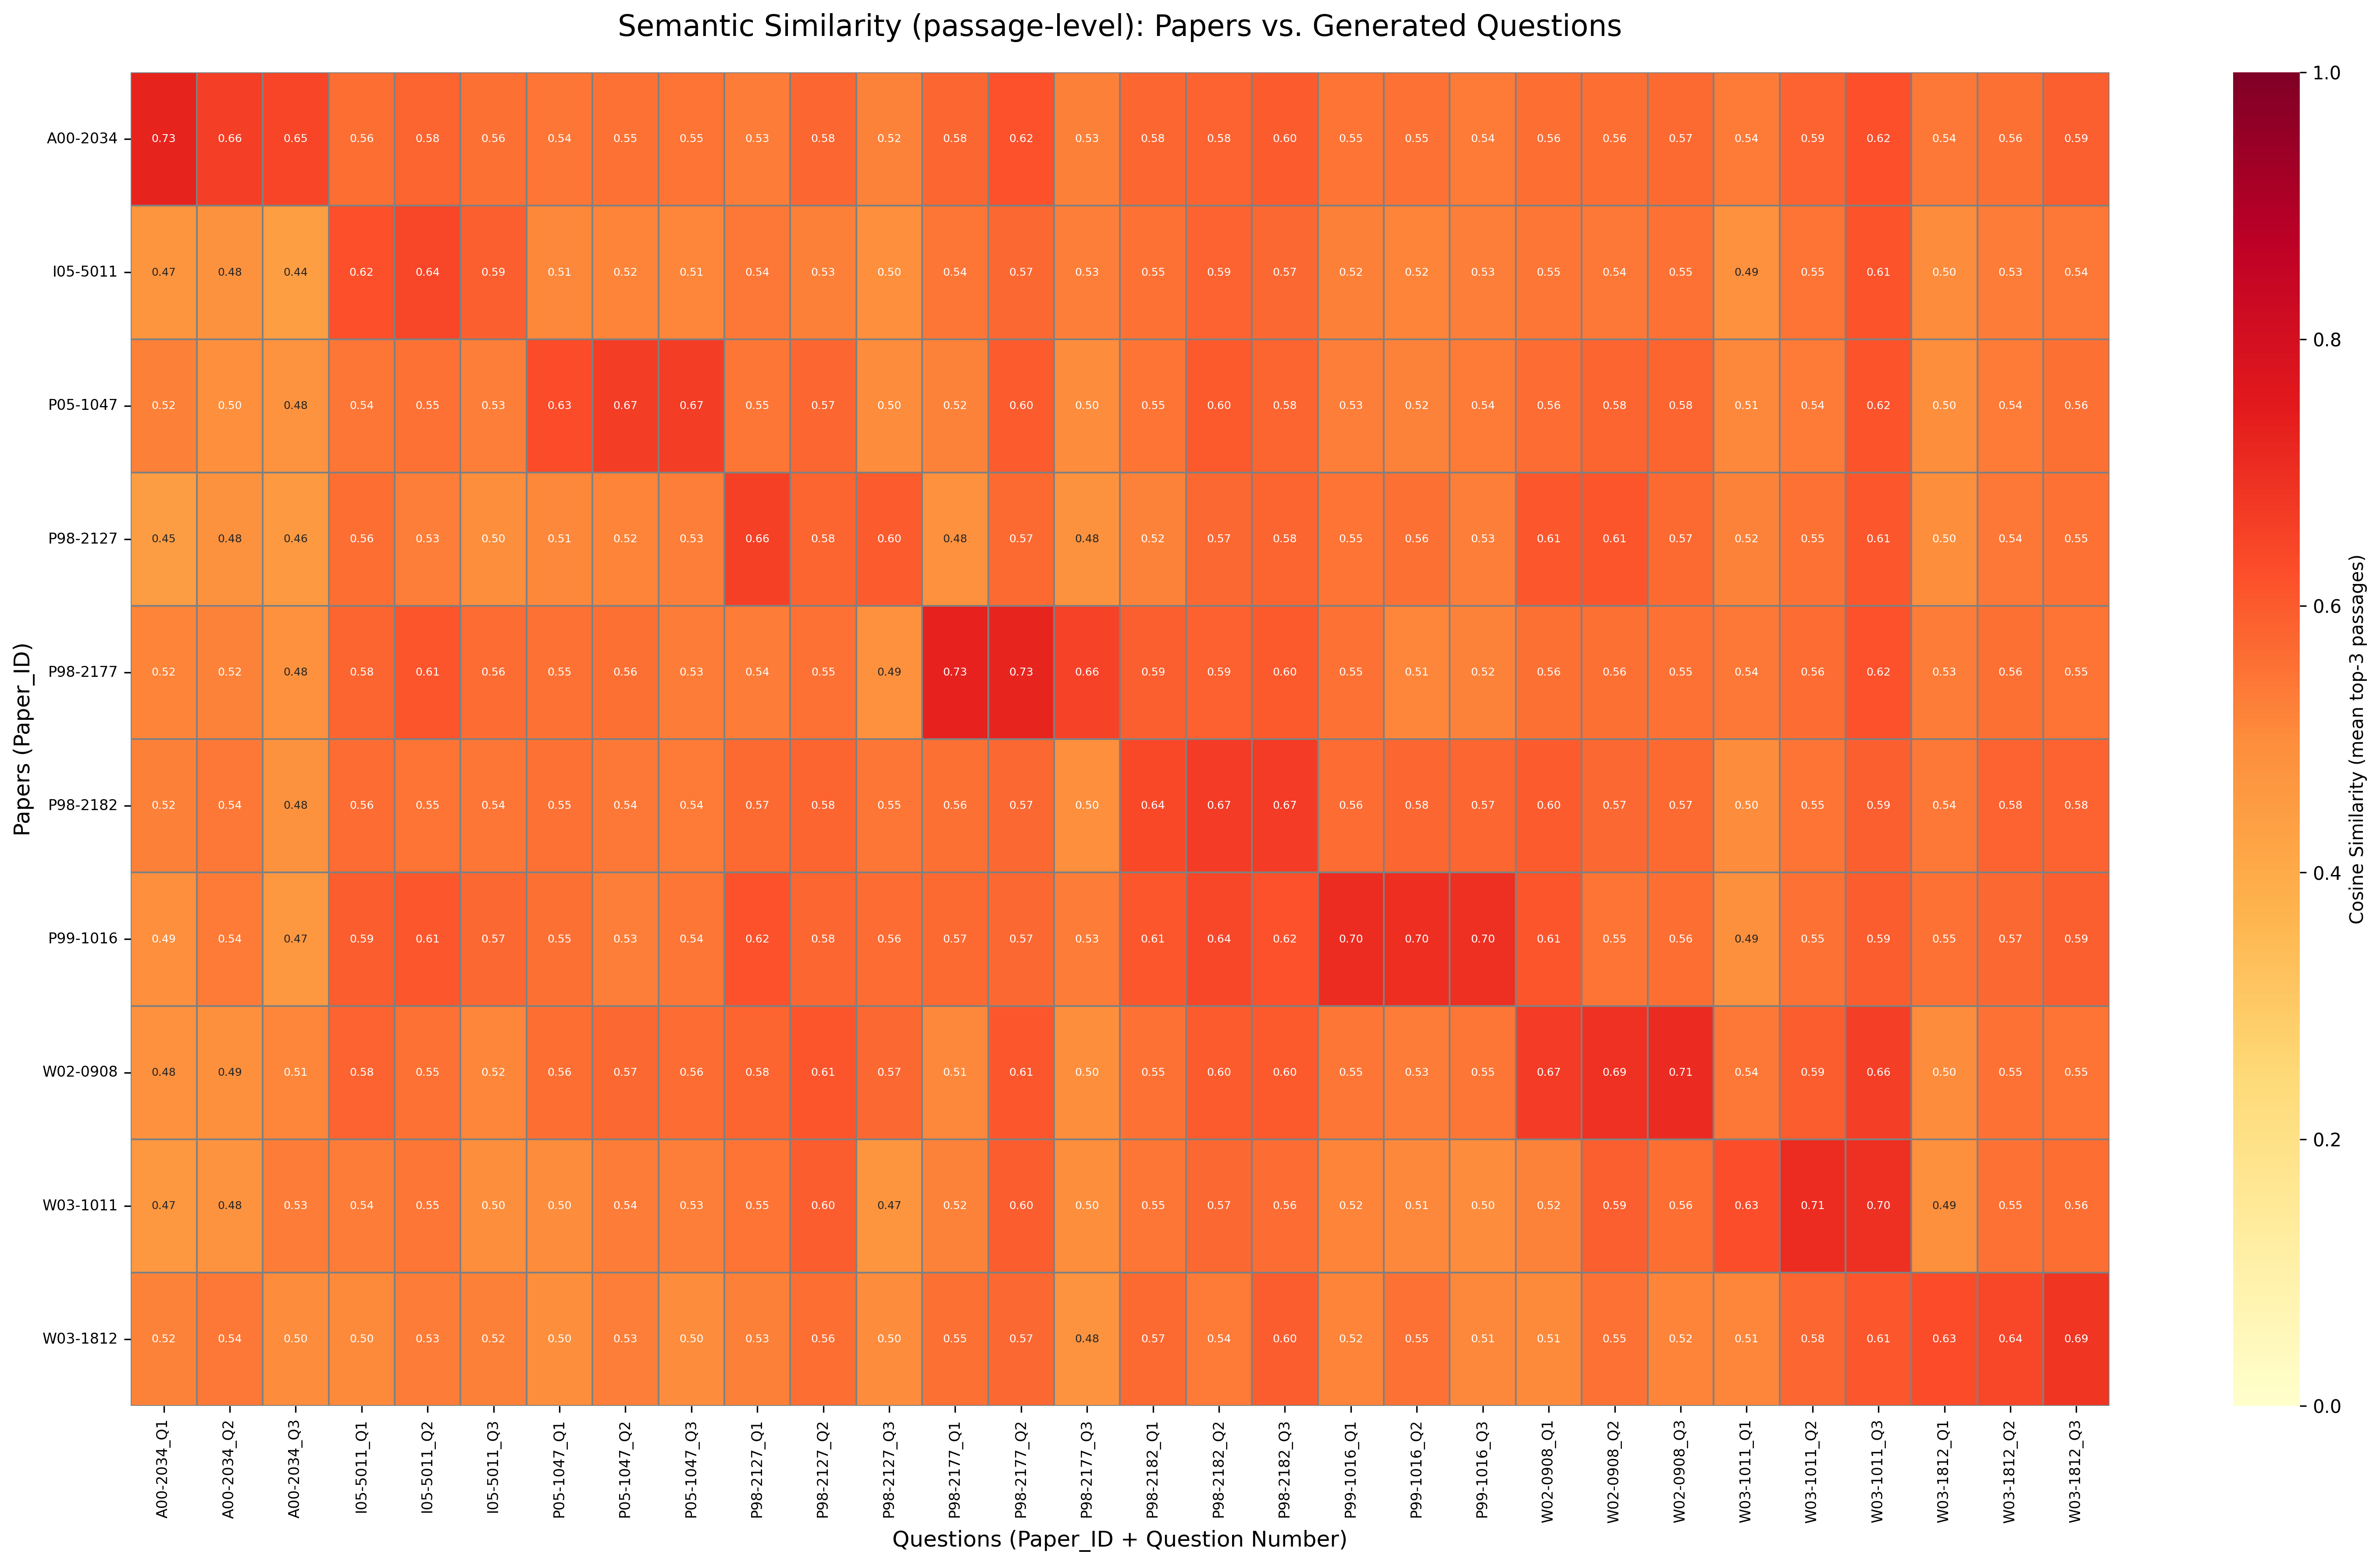 Semantic Similarity (passage-level): Papers vs. Generated Questions
A00-2034 0.73 0.66 0.65 0.56 0.58 0.56 0.54 0.55 0.55 0.53 0.58 0.52 0.58 0.62 0.53 0.58 0.58 0.60 0.55 0.55 0.54 0.56 0.56 0.57 0.54 0.59 0.62 0.54 0.56 0.59
I05-5011 0.47 0.48 0.44 0.62 0.64 0.59 0.51 0.52 0.51 0.54 0.53 0.50 0.54 0.57 0.53 0.55 0.59 0.57 0.52 0.52 0.53 0.55 0.54 0.55 0.49 0.55 0.61 0.50 0.53 0.54
P05-1047 0.52 0.50 0.48 0.54 0.55 0.53 0.63 0.67 0.67 0.55 0.57 0.50 0.52 0.60 0.50 0.55 0.60 0.58 0.53 0.52 0.54 0.56 0.58 0.58 0.51 0.54 0.62 0.50 0.54 0.56
P98-2127 0.45 0.48 0.46 0.56 0.53 0.50 0.51 0.52 0.53 0.66 0.58 0.60 0.48 0.57 0.48 0.52 0.57 0.58 0.55 0.56 0.53 0.61 0.61 0.57 0.52 0.55 0.61 0.50 0.54 0.55
P98-2177 0.52 0.52 0.48 0.58 0.61 0.56 0.55 0.56 0.53 0.54 0.55 0.49 0.73 0.73 0.66 0.59 0.59 0.60 0.55 0.51 0.52 0.56 0.56 0.55 0.54 0.56 0.62 0.53 0.56 0.55
P98-2182 0.52 0.54 0.48 0.56 0.55 0.54 0.55 0.54 0.54 0.57 0.58 0.55 0.56 0.57 0.50 0.64 0.67 0.67 0.56 0.58 0.57 0.60 0.57 0.57 0.50 0.55 0.59 0.54 0.58 0.58
P99-1016 0.49 0.54 0.47 0.59 0.61 0.57 0.55 0.53 0.54 0.62 0.58 0.56 0.57 0.57 0.53 0.61 0.64 0.62 0.70 0.70 0.70 0.61 0.55 0.56 0.49 0.55 0.59 0.55 0.57 0.59
W02-0908 0.48 0.49 0.51 0.58 0.55 0.52 0.56 0.57 0.56 0.58 0.61 0.57 0.51 0.61 0.50 0.55 0.60 0.60 0.55 0.53 0.55 0.67 0.69 0.71 0.54 0.59 0.66 0.50 0.55 0.55
W03-1011 0.47 0.48 0.53 0.54 0.55 0.50 0.50 0.54 0.53 0.55 0.60 0.47 0.52 0.60 0.50 0.55 0.57 0.56 0.52 0.51 0.50 0.52 0.59 0.56 0.63 0.71 0.70 0.49 0.55 0.56
W03-1812 0.52 0.54 0.50 0.50 0.53 0.52 0.50 0.53 0.50 0.53 0.56 0.50 0.55 0.57 0.48 0.57 0.54 0.60 0.52 0.55 0.51 0.51 0.55 0.52 0.51 0.58 0.61 0.63 0.64 0.69
Papers (Paper_ID)
A00-2034_Q1
A00-2034_Q2
A00-2034_Q3
I05-5011_Q1
I05-5011_Q2
I05-5011_Q3
P05-1047_Q1
P05-1047_Q2
P05-1047_Q3
P98-2127_Q1
P98-2127_Q2
P98-2127_Q3
P98-2177_Q1
P98-2177_Q2
P98-2177_Q3
P98-2182_Q1
P98-2182_Q2
P98-2182_Q3
P99-1016_Q1
P99-1016_Q2
P99-1016_Q3
W02-0908_Q1
W02-0908_Q2
W02-0908_Q3
W03-1011_Q1
W03-1011_Q2
W03-1011_Q3
W03-1812_Q1
W03-1812_Q2
W03-1812_Q3
Questions (Paper_ID + Question Number)
1.0
0.8
0.6
0.4
0.2
0.0
Cosine Similarity (mean top-3 passages)